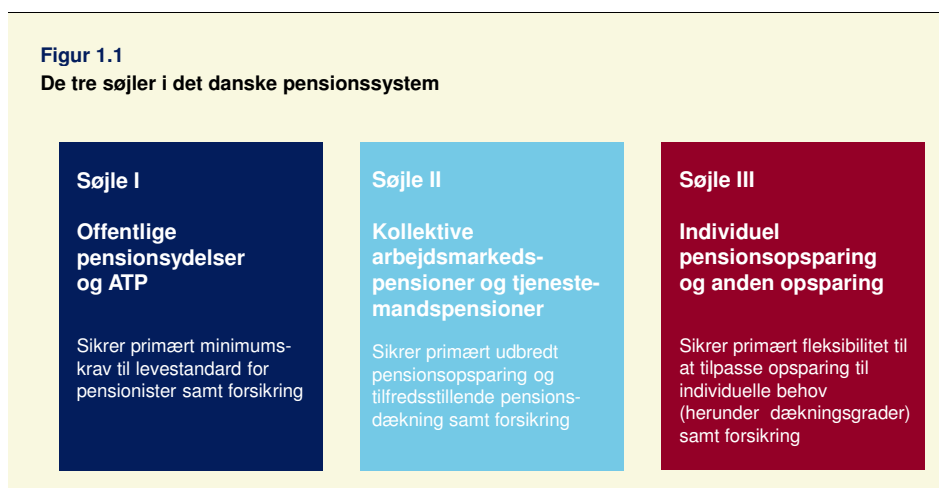 Figur 1.1
De tre søjler i det danske pensionssystem
Søjle I
Offentlige
pensionsydelser
og ATP
Sikrer primært minimums-
krav til levestandard for
pensionister samt forsikring
Søjle II
Kollektive
arbejdsmarkeds-
pensioner og tjeneste-
mandspensioner
Sikrer primært udbredt
pensionsopsparing og
tilfredsstillende pensions-
dækning samt forsikring
Søjle III
Individuel
pensionsopsparing
og anden opsparing
Sikrer primært fleksibilitet til
at tilpasse opsparing til
individuelle behov
(herunder dækningsgrader)
samt forsikring